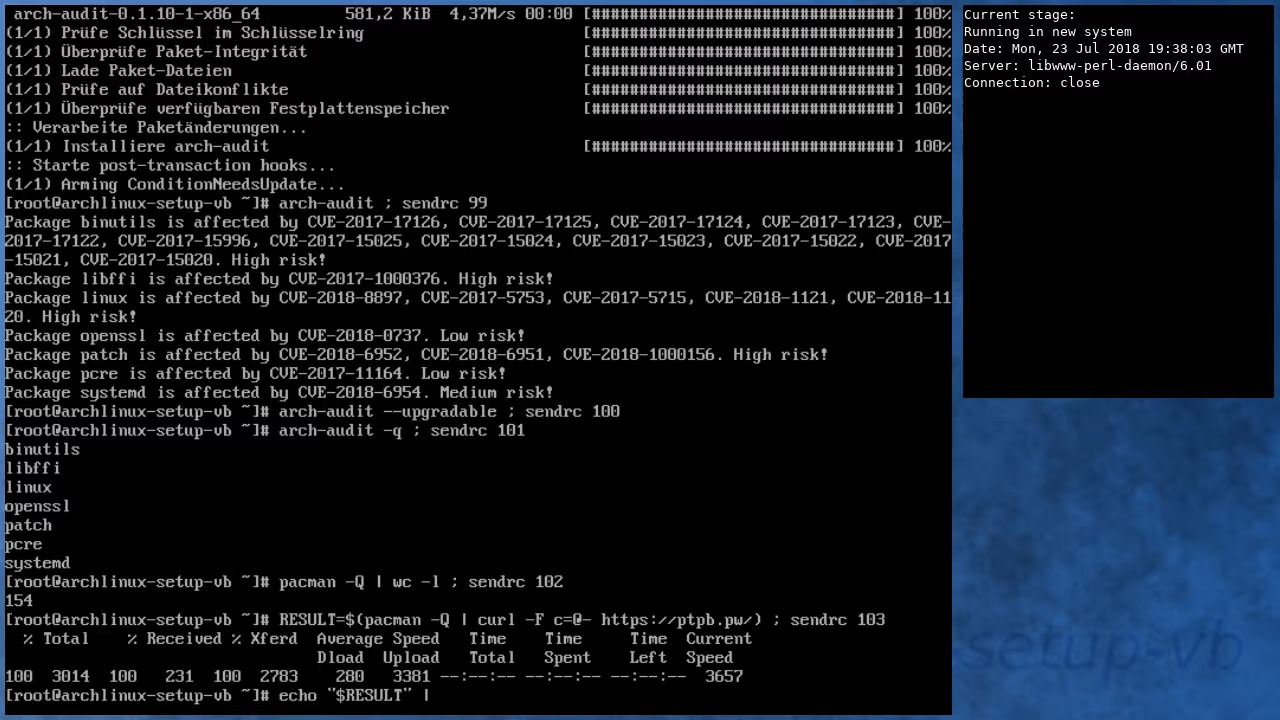 arch-audit-0.1.10-1-x86_64         581,2 KiB  4,37M/s 00:00 [################################] 100%
(1/1) Prüfe Schlüssel im Schlüsselring                       [################################] 100%
(1/1) Überprüfe Paket-Integrität                             [################################] 100%
(1/1) Lade Paket-Dateien                                     [################################] 100%
(1/1) Prüfe auf Dateikonflikte                               [################################] 100%
(1/1) Überprüfe verfügbaren Festplattenspeicher              [################################] 100%
:: Verarbeite Paketänderungen...
(1/1) Installiere arch-audit                                 [################################] 100%
:: Starte post-transaction hooks...
(1/1) Arming ConditionNeedsUpdate...
[root@archlinux-setup-vb ~]# arch-audit ; sendrc 99
Package binutils is affected by CVE-2017-17126, CVE-2017-17125, CVE-2017-17124, CVE-2017-17123, CVE-
2017-17122, CVE-2017-15996, CVE-2017-15025, CVE-2017-15024, CVE-2017-15023, CVE-2017-15022, CVE-2017
-15021, CVE-2017-15020. High risk!
Package libffi is affected by CVE-2017-1000376. High risk!
Package linux is affected by CVE-2018-8897, CVE-2017-5753, CVE-2017-5715, CVE-2018-1121, CVE-2018-11
20. High risk!
Package openssl is affected by CVE-2018-0737. Low risk!
Package patch is affected by CVE-2018-6952, CVE-2018-6951, CVE-2018-1000156. High risk!
Package pcre is affected by CVE-2017-11164. Low risk!
Package systemd is affected by CVE-2018-6954. Medium risk!
[root@archlinux-setup-vb ~]# arch-audit --upgradable ; sendrc 100
[root@archlinux-setup-vb ~]# arch-audit -q ; sendrc 101
binutils
libffi
linux
openssl
patch
pcre
systemd
[root@archlinux-setup-vb ~]# pacman -Q | wc -l ; sendrc 102
154
[root@archlinux-setup-vb ~]# RESULT=$(pacman -Q | curl -F c=@- https://ptpb.pw/) ; sendrc 103
  % Total    % Received % Xferd  Average Speed   Time    Time     Time  Current
                                 Dload  Upload   Total   Spent    Left  Speed
100  3014  100   231  100  2783    280   3381 --:--:-- --:--:-- --:--:--  3657
[root@archlinux-setup-vb ~]# echo "$RESULT" |
Current stage:
Running in new system
Date: Mon, 23 Jul 2018 19:38:03 GMT
Server: libwww-perl-daemon/6.01
Connection: close
setup-vb